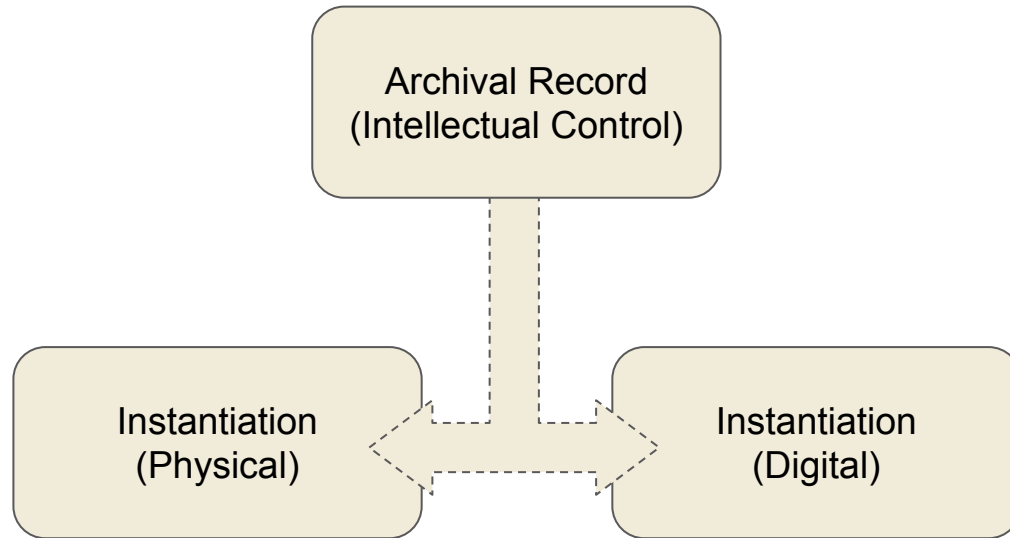 Archival Record
(Intellectual Control)
Instantiation
(Physical)
Instantiation
(Digital)